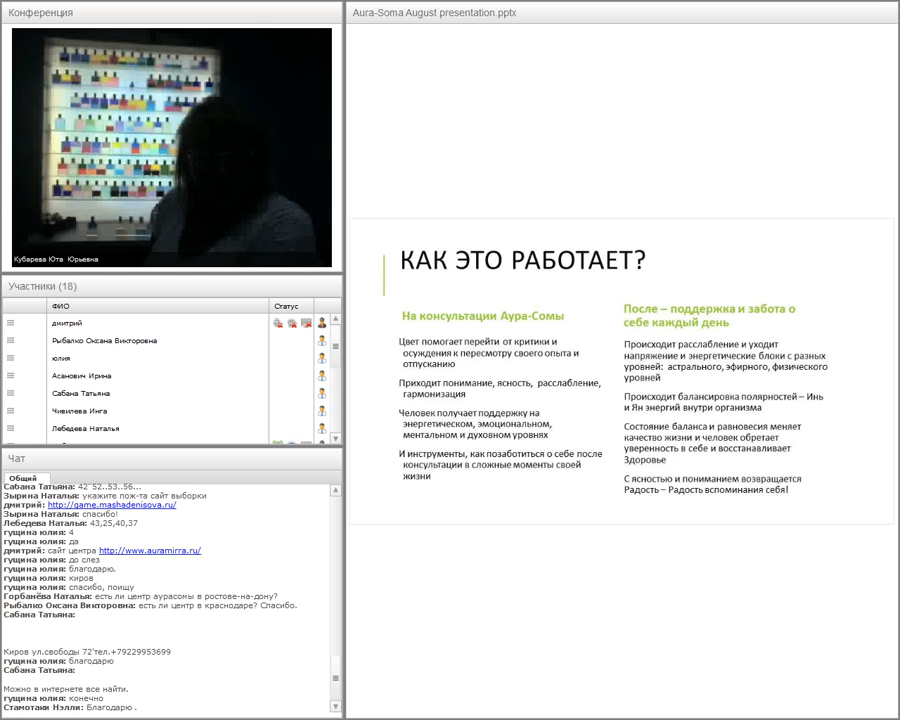 Конференция
Кубарева Юта Юрьевна
Участники (18)
ФИО
Статус
дмитрий
Рыбалко Оксана Викторовна
юлия
Асанович Ирина
Сабана Татьяна
Чивилева Инга
Лебедева Наталья
Чат
Общий
Сабана Татьяна: 42~52..53..56...
Зырина Наталья: укажите пож-та сайт выборки
дмитрий: http://game.mashadenisova.ru/
Зырина Наталья: спасибо!
Лебедева Наталья: 43,25,40,37
гущина юлия: 4
гущина юлия: да
дмитрий: сайт центра http://www.auramirra.ru/
гущина юлия: до слез
гущина юлия: благодарю.
гущина юлия: киров
гущина юлия: спасибо, поищу
Горбанёва Наталья: есть ли центр аурасомы в ростове-на-дону?
Рыбалко Оксана Викторовна: есть ли центр в краснодаре? Спасибо.
Сабана Татьяна:
Киров ул.свободы 72'тел.+79229953699
гущина юлия: благодарю
Сабана Татьяна:
Можно в интернете все найти.
гущина юлия: конечно
Стамотаки Нэлли: Благодарю .
Aura-Soma August presentation.pptx
КАК ЭТО РАБОТАЕТ?
На консультации Аура-Сомы
Цвет помогает перейти от критики и
осуждения к пересмотру своего опыта и
отпусканию
Приходит понимание, ясность, расслабление,
гармонизация
Человек получает поддержку на
энергетическом, эмоциональном,
ментальном и духовном уровнях
И инструменты, как позаботиться о себе после
консультации в сложные моменты своей
жизни
После – поддержка и забота о
себе каждый день
Происходит расслабление и уходит
напряжение и энергетические блоки с разных
уровней: астрального, эфирного, физического
уровней
Происходит балансировка полярностей – Инь
и Ян энергий внутри организма
Состояние баланса и равновесия меняет
качество жизни и человек обретает
уверенность в себе и восстанавливает
Здоровье
С ясностью и пониманием возвращается
Радость – Радость вспоминания себя!